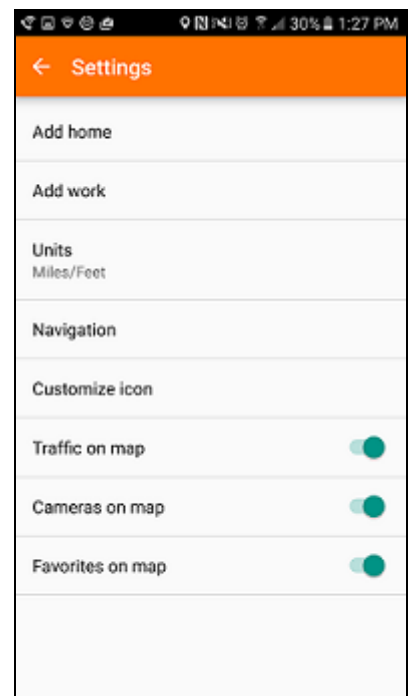 30% 1:27 PM
Settings
Add home
Add work
Units
Miles/Feet
Navigation
Customize icon
Traffic on map
Cameras on map
Favorites on map